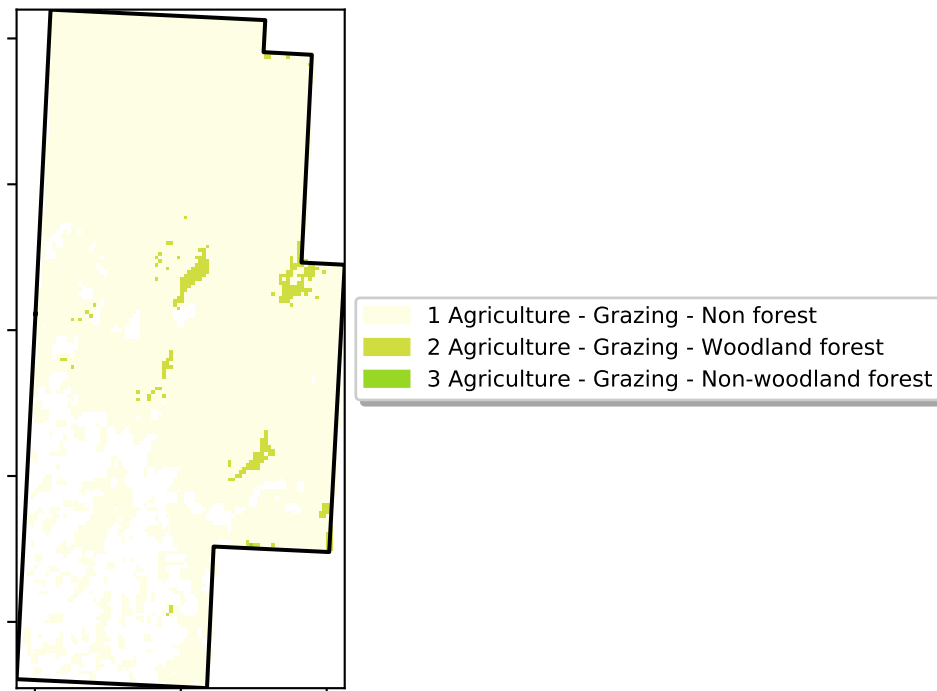 1 Agriculture - Grazing - Non forest
2 Agriculture - Grazing - Woodland forest
3 Agriculture - Grazing - Non-woodland forest